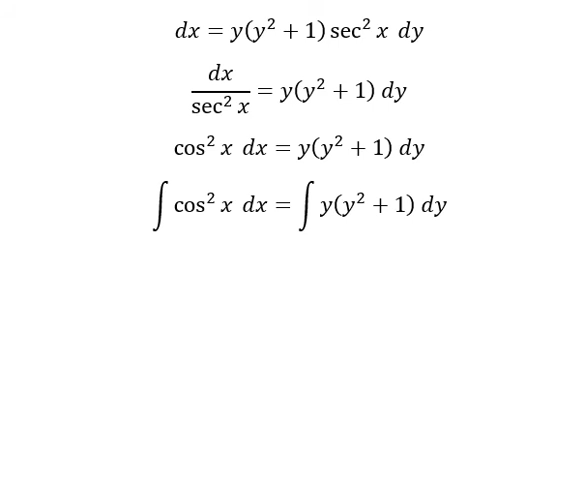 dx = y(y² + 1) sec² x dy
dx/sec² x = y(y² + 1) dy
cos² x dx = y(y² + 1) dy
∫ cos² x dx = ∫ y(y² + 1) dy